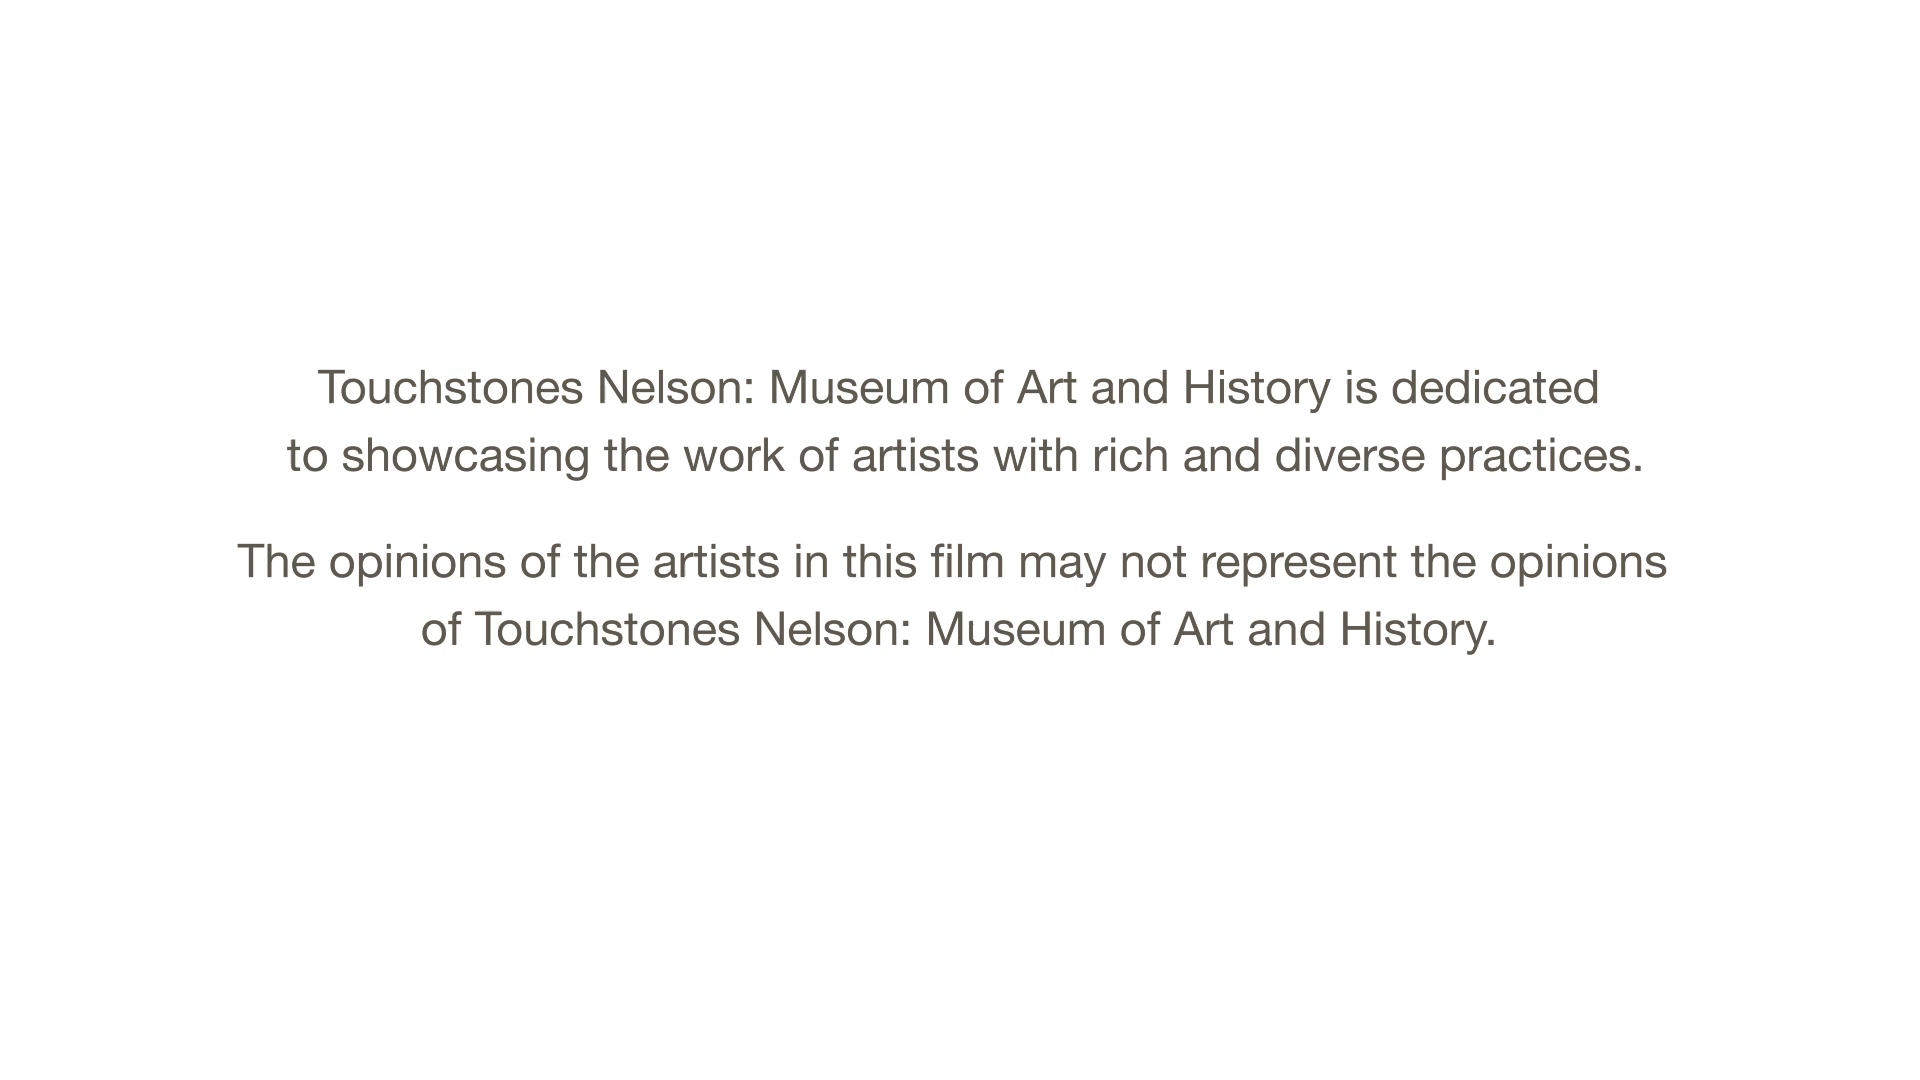 Touchstones Nelson: Museum of Art and History is dedicated
to showcasing the work of artists with rich and diverse practices.
The opinions of the artists in this film may not represent the opinions
of Touchstones Nelson: Museum of Art and History.